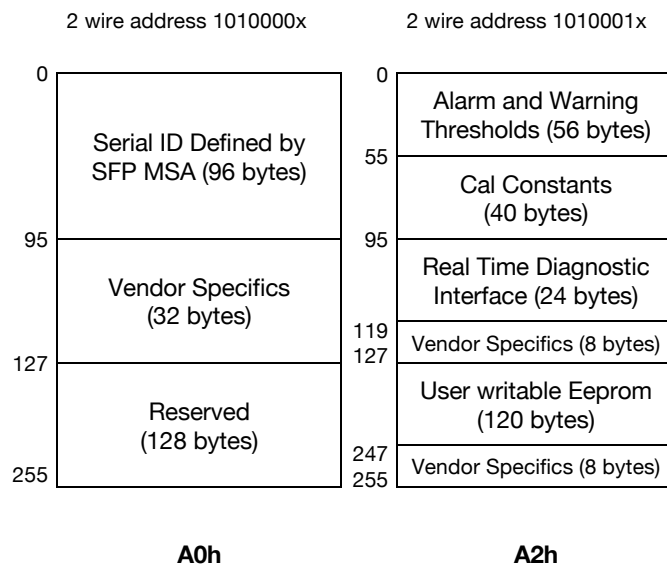 2 wire address 1010000x
0
Serial ID Defined by
SFP MSA (96 bytes)
95
Vendor Specifics
(32 bytes)
127
Reserved
(128 bytes)
255
A0h
2 wire address 1010001x
0
Alarm and Warning
Thresholds (56 bytes)
55
Cal Constants
(40 bytes)
95
Real Time Diagnostic
Interface (24 bytes)
119
Vendor Specifics (8 bytes)
127
User writable Eeprom
(120 bytes)
247
Vendor Specifics (8 bytes)
255
A2h